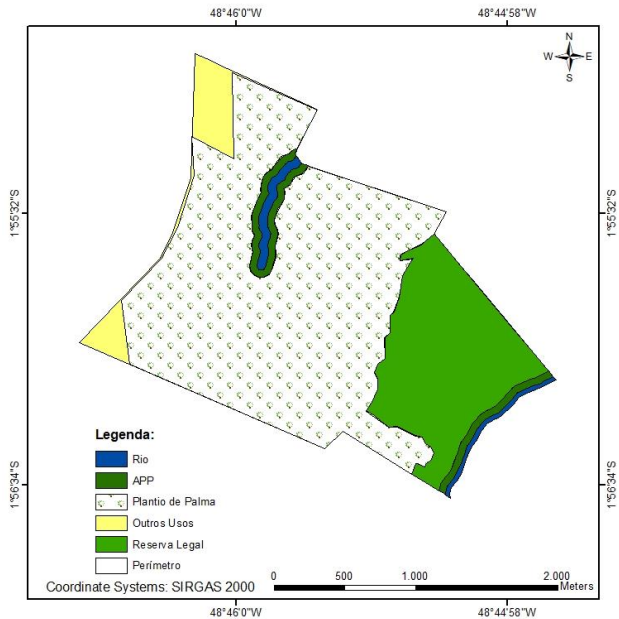 48°46'0"W 48°44'58"W
N
W E
S
1°55'32"S 1°55'32"S
1°56'34"S 1°56'34"S
Legenda:
Rio
APP
Plantio de Palma
Outros Usos
Reserva Legal
Perímetro
Coordinate Systems: SIRGAS 2000
0 500 1.000 2.000
Meters
48°46'0"W 48°44'58"W